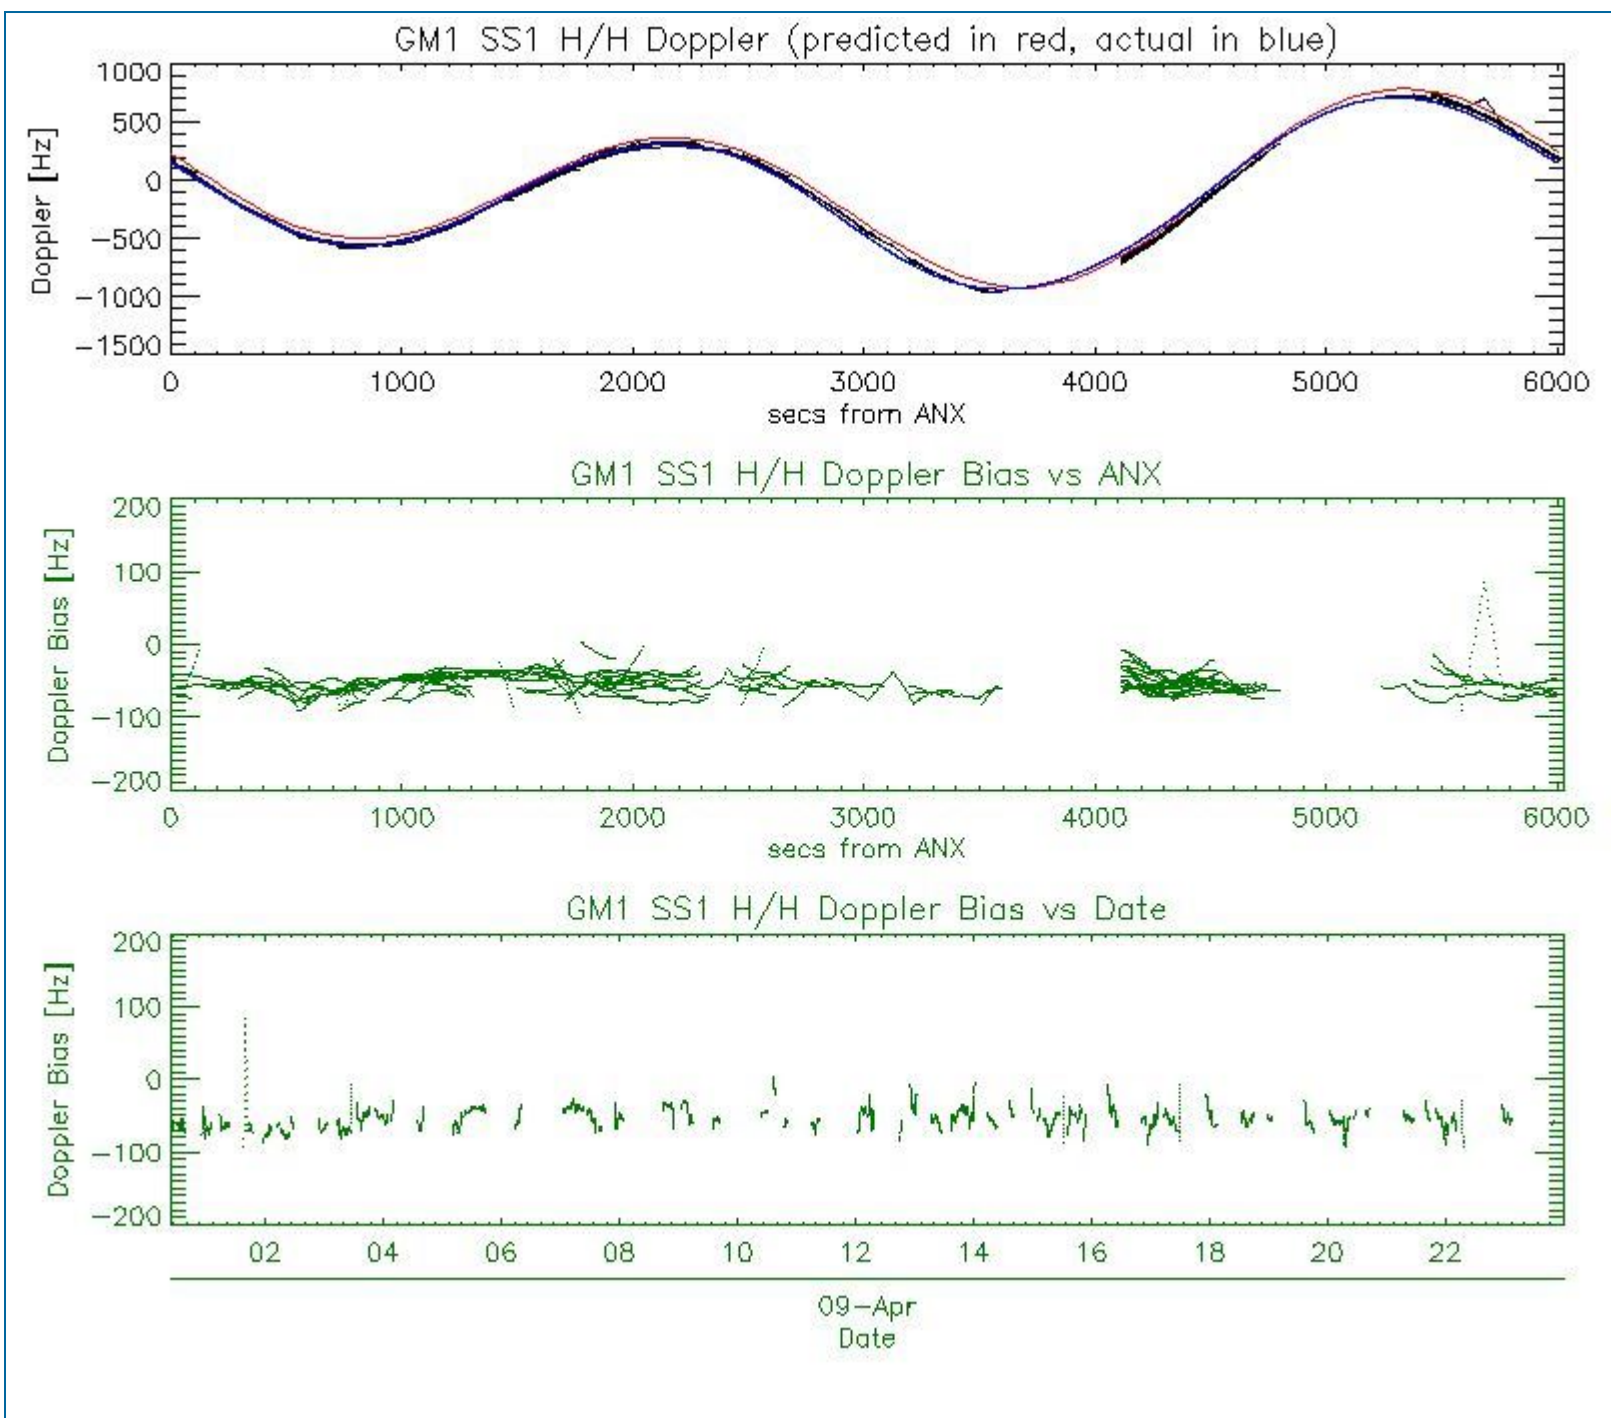 GM1 SS1 H/H Doppler (predicted in red, actual in blue)
1000
500
0
-500
-1000
-1500
Doppler [Hz]
0 1000 2000 3000 4000 5000 6000
secs from ANX
GM1 SS1 H/H Doppler Bias vs ANX
200
100
0
-100
-200
Doppler Bias [Hz]
0 1000 2000 3000 4000 5000 6000
secs from ANX
GM1 SS1 H/H Doppler Bias vs Date
200
100
0
-100
-200
Doppler Bias [Hz]
02 04 06 08 10 12 14 16 18 20 22
09-Apr
Date